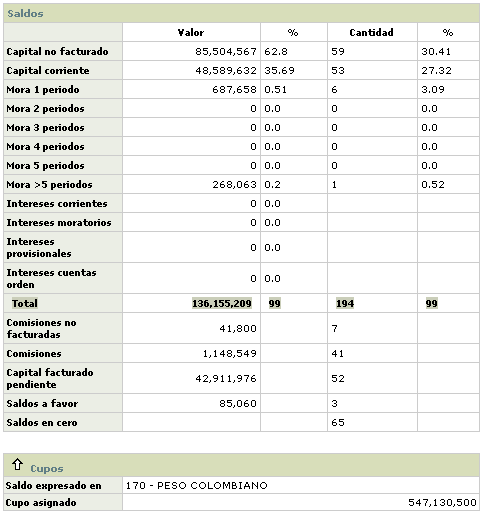 Saldos
Valor % Cantidad %
Capital no facturado 85,504,567 62.8 59 30.41
Capital corriente 48,589,632 35.69 53 27.32
Mora 1 periodo 687,658 0.51 6 3.09
Mora 2 periodos 0 0.0 0 0.0
Mora 3 periodos 0 0.0 0 0.0
Mora 4 periodos 0 0.0 0 0.0
Mora 5 periodos 0 0.0 0 0.0
Mora >5 periodos 268,063 0.2 1 0.52
Intereses corrientes 0 0.0
Intereses moratorios 0 0.0
Intereses
provisionales 0 0.0
Intereses cuentas
orden 0 0.0
Total 136,155,209 99 194 99
Comisiones no
facturadas 41,800 7
Comisiones 1,148,549 41
Capital facturado
pendiente 42,911,976 52
Saldos a favor 85,060 3
Saldos en cero 65
Cupos
Saldo expresado en 170 - PESO COLOMBIANO
Cupo asignado 547,130,500